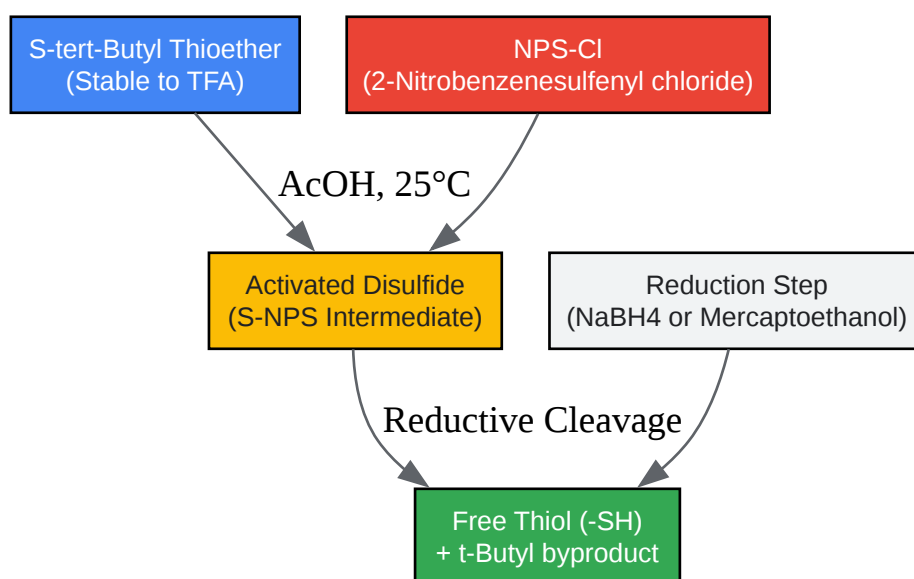 S-tert-Butyl Thioether
(Stable to TFA)
NPS-Cl
(2-Nitrobenzenesulfenyl chloride)
AcOH, 25°C
Activated Disulfide
(S-NPS Intermediate)
Reduction Step
(NaBH4 or Mercaptoethanol)
Reductive Cleavage
Free Thiol (-SH)
+ t-Butyl byproduct